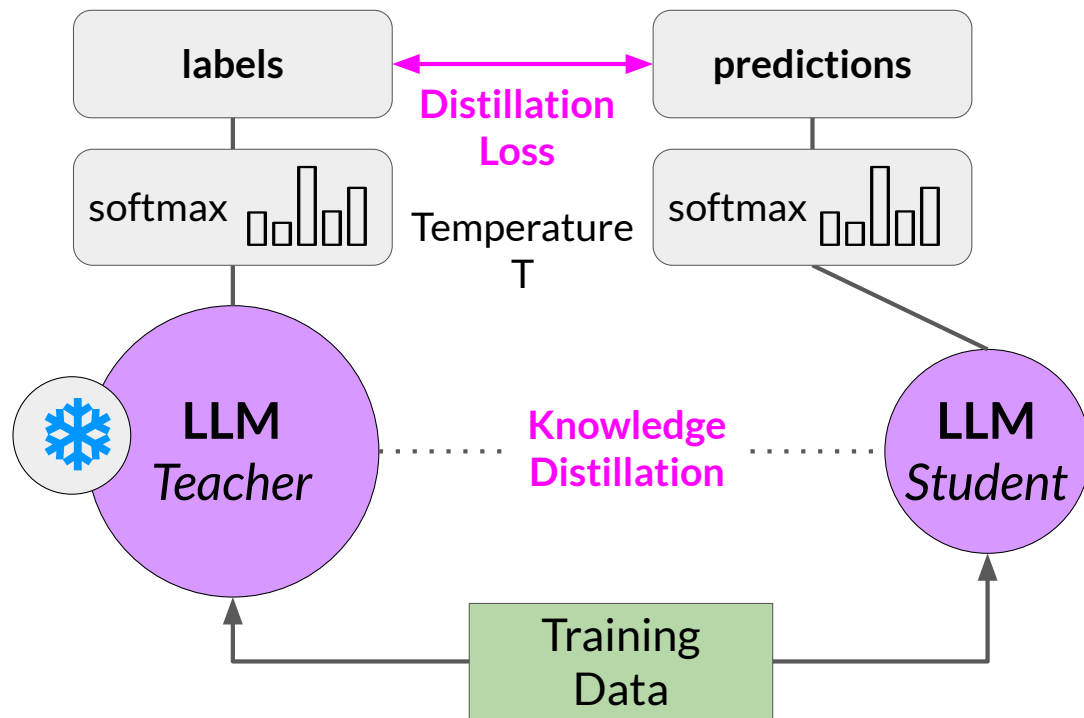 labels
predictions
Distillation
Loss
softmax
softmax
Temperature
T
LLM
Teacher
Knowledge
Distillation
LLM
Student
Training
Data